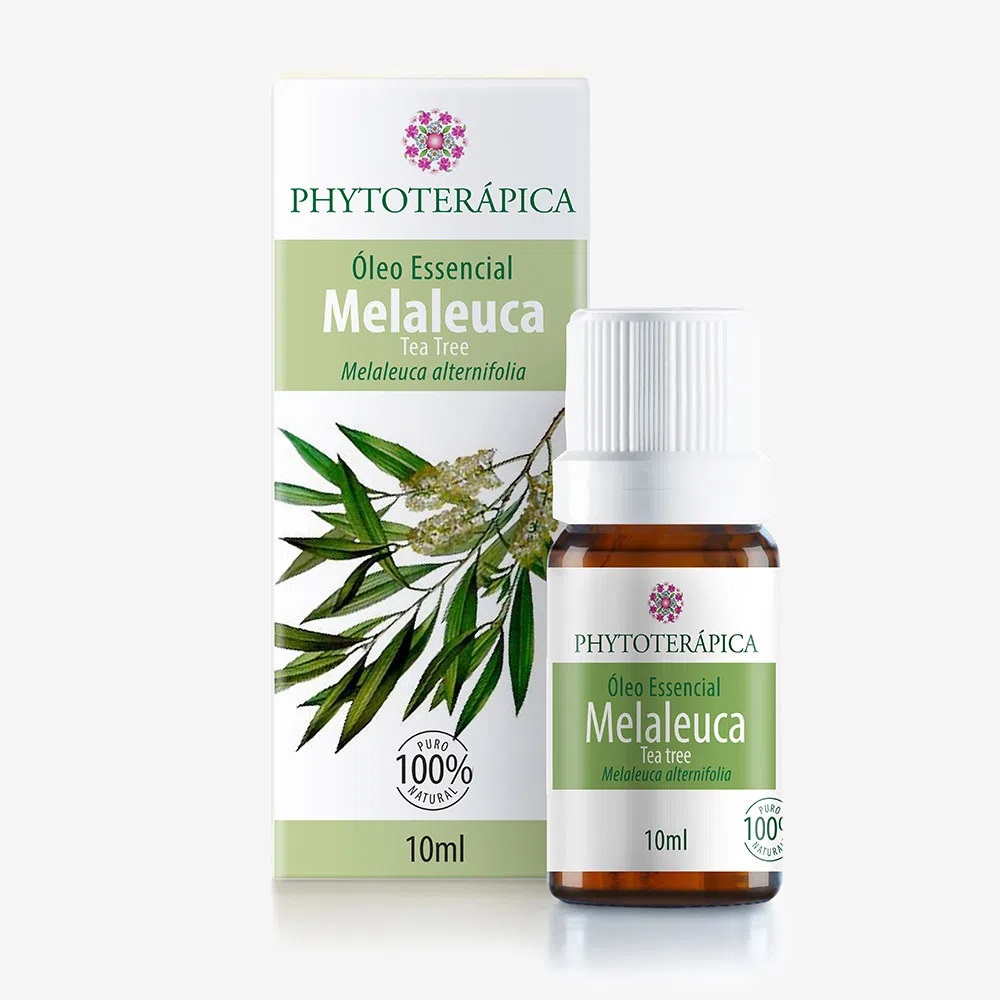 PHYTOTERÁPICA
Óleo Essencial
Melaleuca
Tea Tree
Melaleuca alternifolia
PURO
100%
NATURAL
10ml
PHYTOTERÁPICA
Óleo Essencial
Melaleuca
Tea tree
Melaleuca alternifolia
10ml
PURO
100%
NATURAL